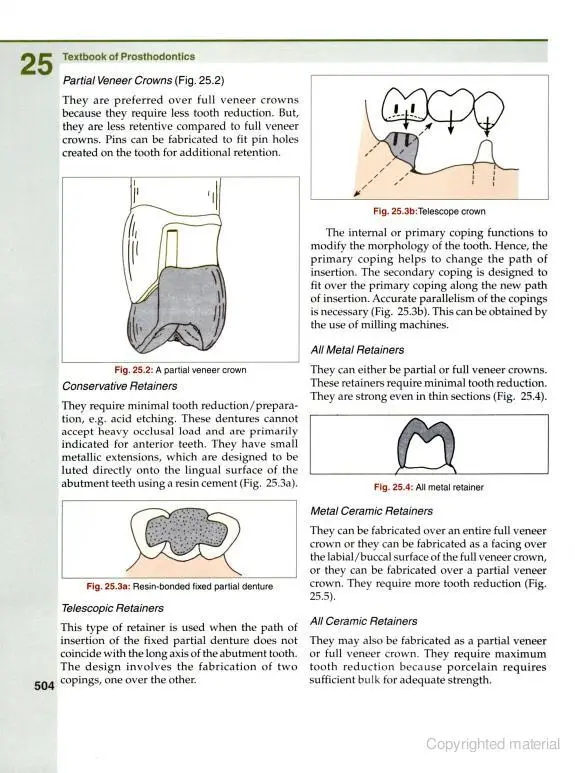 25
Textbook of Prosthodontics
Partial Veneer Crowns (Fig. 25.2)
They are preferred over full veneer crowns
because they require less tooth reduction. But,
they are less retentive compared to full veneer
crowns. Pins can be fabricated to fit pin holes
created on the tooth for additional retention.
Fig. 25.2: A partial veneer crown
Conservative Retainers
They require minimal tooth reduction/prepara-
tion, e.g. acid etching. These dentures cannot
accept heavy occlusal load and are primarily
indicated for anterior teeth. They have small
metallic extensions, which are designed to be
luted directly onto the lingual surface of the
abutment teeth using a resin cement (Fig. 25.3a).
Fig. 25.3a: Resin-bonded fixed partial denture
Telescopic Retainers
This type of retainer is used when the path of
insertion of the fixed partial denture does not
coincide with the long axis of the abutment tooth.
The design involves the fabrication of two
copings, one over the other.
504
Fig. 25.3b:Telescope crown
The internal or primary coping functions to
modify the morphology of the tooth. Hence, the
primary coping helps to change the path of
insertion. The secondary coping is designed to
fit over the primary coping along the new path
of insertion. Accurate parallelism of the copings
is necessary (Fig. 25.3b). This can be obtained by
the use of milling machines.
All Metal Retainers
They can either be partial or full veneer crowns.
These retainers require minimal tooth reduction.
They are strong even in thin sections (Fig. 25.4).
Fig. 25.4: All metal retainer
Metal Ceramic Retainers
They can be fabricated over an entire full veneer
crown or they can be fabricated as a facing over
the labial/buccal surface of the full veneer crown,
or they can be fabricated over a partial veneer
crown. They require more tooth reduction (Fig.
25.5).
All Ceramic Retainers
They may also be fabricated as a partial veneer
or full veneer crown. They require maximum
tooth reduction because porcelain requires
sufficient bulk for adequate strength.
Copyrighted material